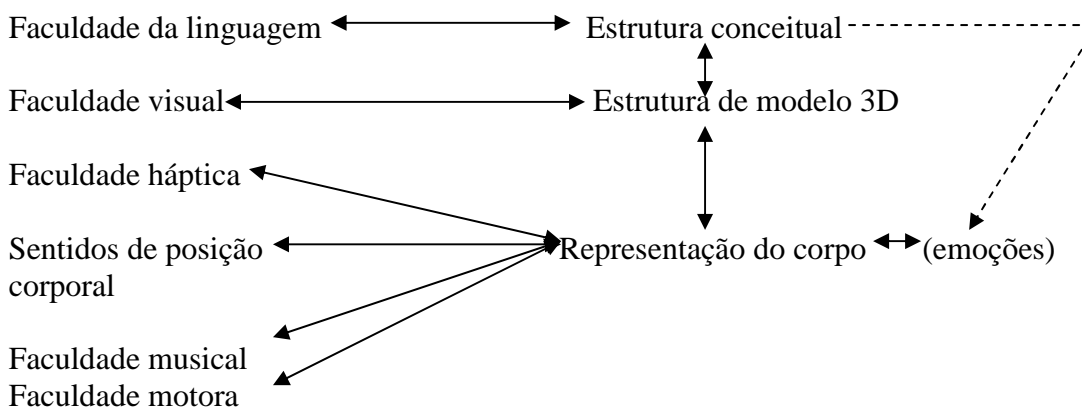 Faculdade da linguagem Estrutura conceitual
Faculdade visual Estrutura de modelo 3D
Faculdade háptica
Sentidos de posição Representação do corpo (emoções)
corporal
Faculdade musical
Faculdade motora